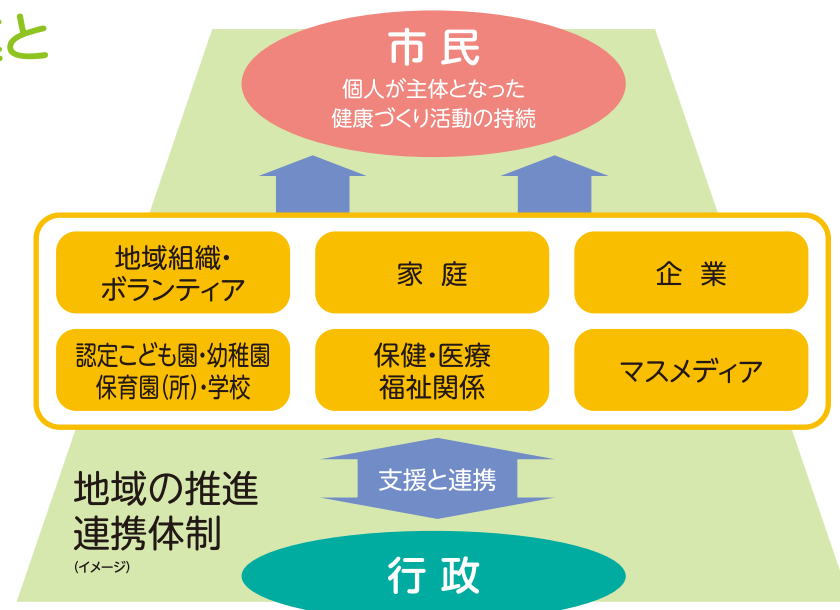 と
市民
個人が主体となった
健康づくり活動の持続
地域組織・
ボランティア
家庭
企業
認定こども園・幼稚園
保育園(所)・学校
保健・医療
福祉関係
マスメディア
支援と連携
地域の推進
連携体制
(イメージ)
行政